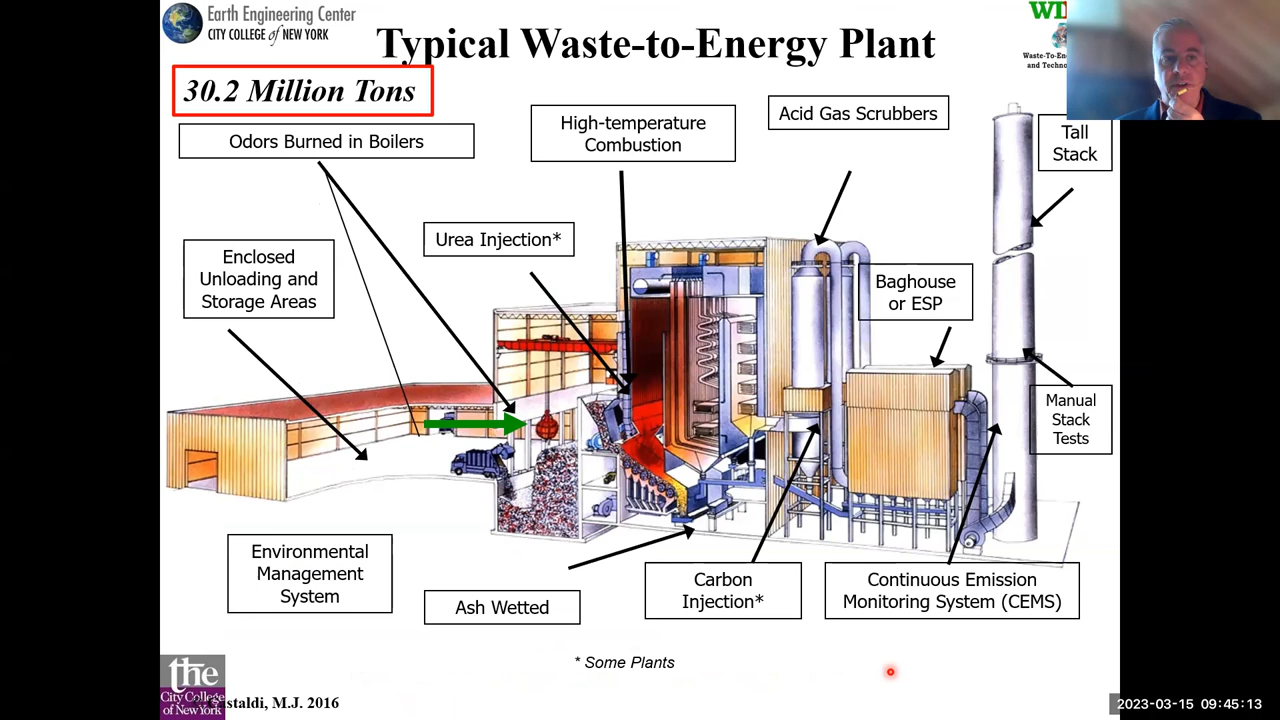 Earth Engineering Center
CITY COLLEGE of NEW YORK
Typical Waste-to-Energy Plant
30.2 Million Tons
Odors Burned in Boilers
High-temperature
Combustion
Acid Gas Scrubbers
Tall
Stack
Urea Injection*
Enclosed
Unloading and
Storage Areas
Baghouse
or ESP
Manual
Stack
Tests
Environmental
Management
System
Ash Wetted
Carbon
Injection*
Continuous Emission
Monitoring System (CEMS)
* Some Plants
the
City College
of New York
M.J. 2016
2023-03-15 09:45:13